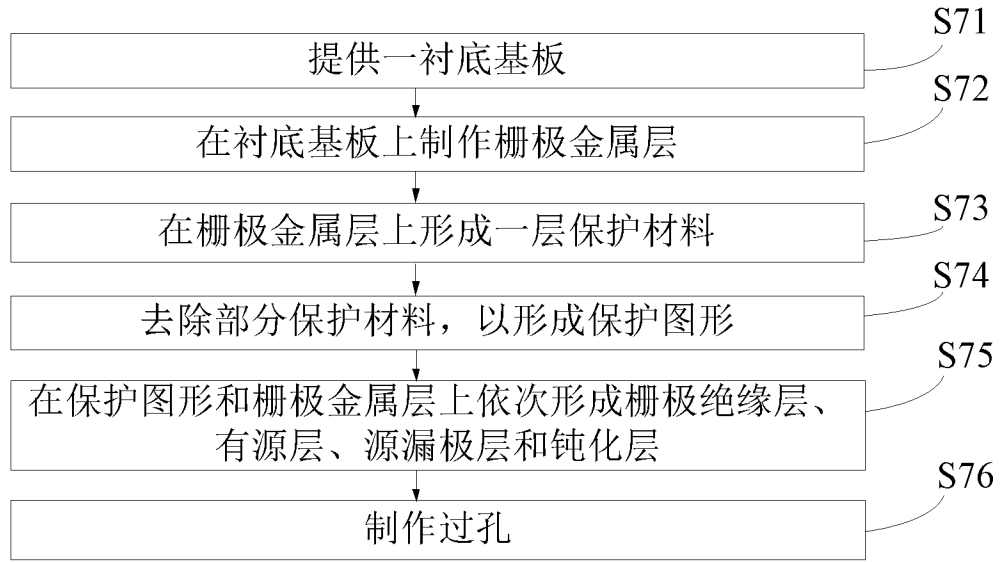 S71
提供一衬底基板
S72
在衬底基板上制作栅极金属层
S73
在栅极金属层上形成一层保护材料
S74
去除部分保护材料，以形成保护图形
S75
在保护图形和栅极金属层上依次形成栅极绝缘层、
有源层、源漏极层和钝化层
S76
制作过孔